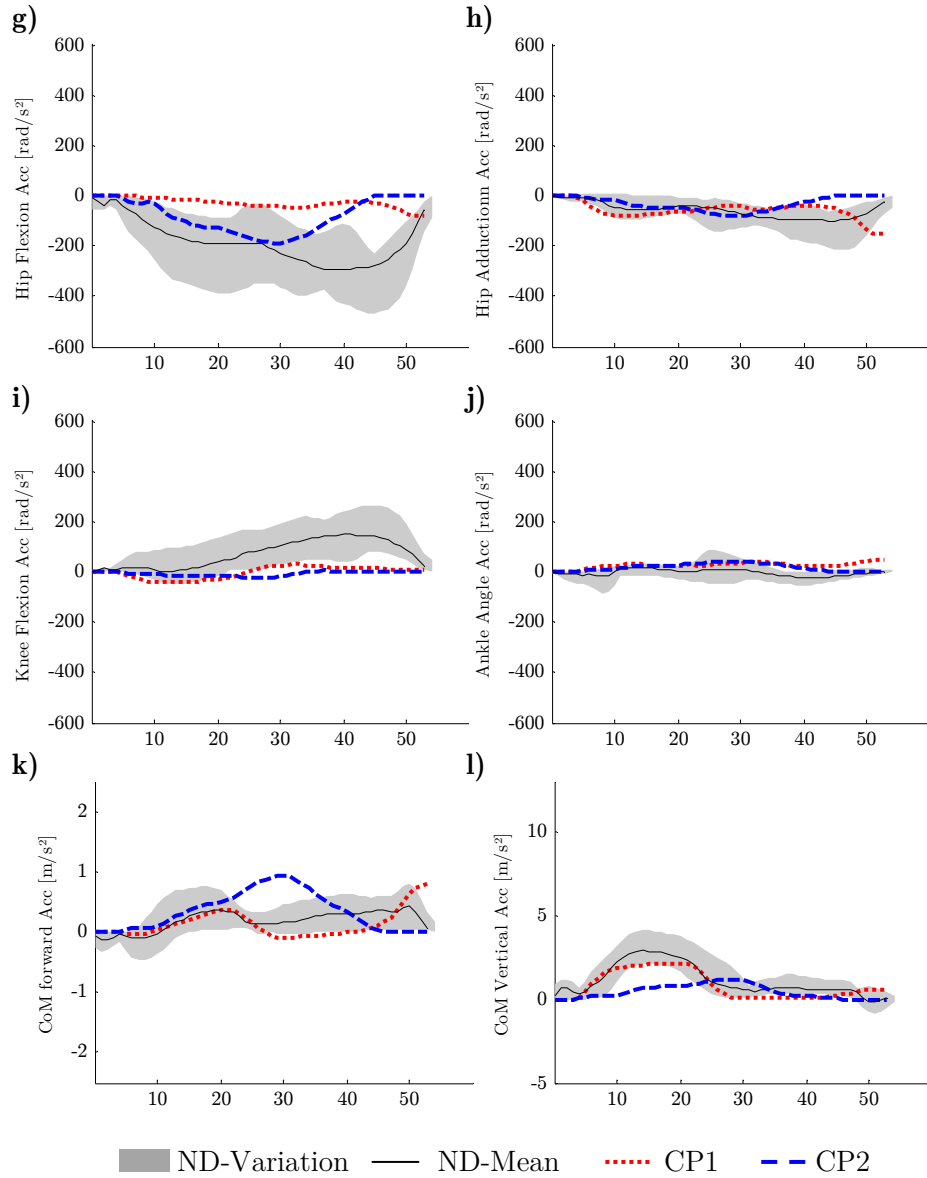 g)
h)
600
400
200
0
-200
-400
-600
Hip Flexion Acc [rad/s²]
10 20 30 40 50
600
400
200
0
-200
-400
-600
Hip Adductionn Acc [rad/s²]
10 20 30 40 50
i)
j)
600
400
200
0
-200
-400
-600
Knee Flexion Acc [rad/s²]
10 20 30 40 50
600
400
200
0
-200
-400
-600
Ankle Angle Acc [rad/s²]
10 20 30 40 50
k)
l)
2
1
0
-1
-2
CoM forward Acc [m/s²]
10 20 30 40 50
10
5
0
-5
CoM Vertical Acc [m/s²]
10 20 30 40 50
ND-Variation ND-Mean CP1 CP2